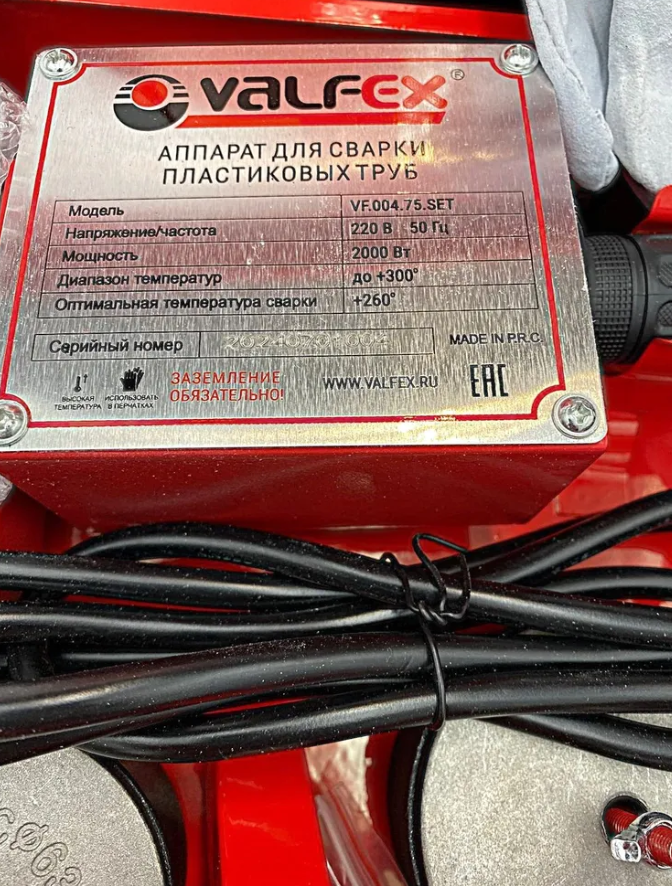 VALFEX®
АППАРАТ ДЛЯ СВАРКИ
ПЛАСТИКОВЫХ ТРУБ
Модель VF.004.75.SET
Напряжение/частота 220 В 50 Гц
Мощность 2000 Вт
Диапазон температур до +300°
Оптимальная температура сварки +260°
Серийный номер
MADE IN P.R.C.
ВЫСОКАЯ ТЕМПЕРАТУРА
ИСПОЛЬЗОВАТЬ В ПЕРЧАТКАХ
ЗАЗЕМЛЕНИЕ
ОБЯЗАТЕЛЬНО!
WWW.VALFEX.RU
EAC